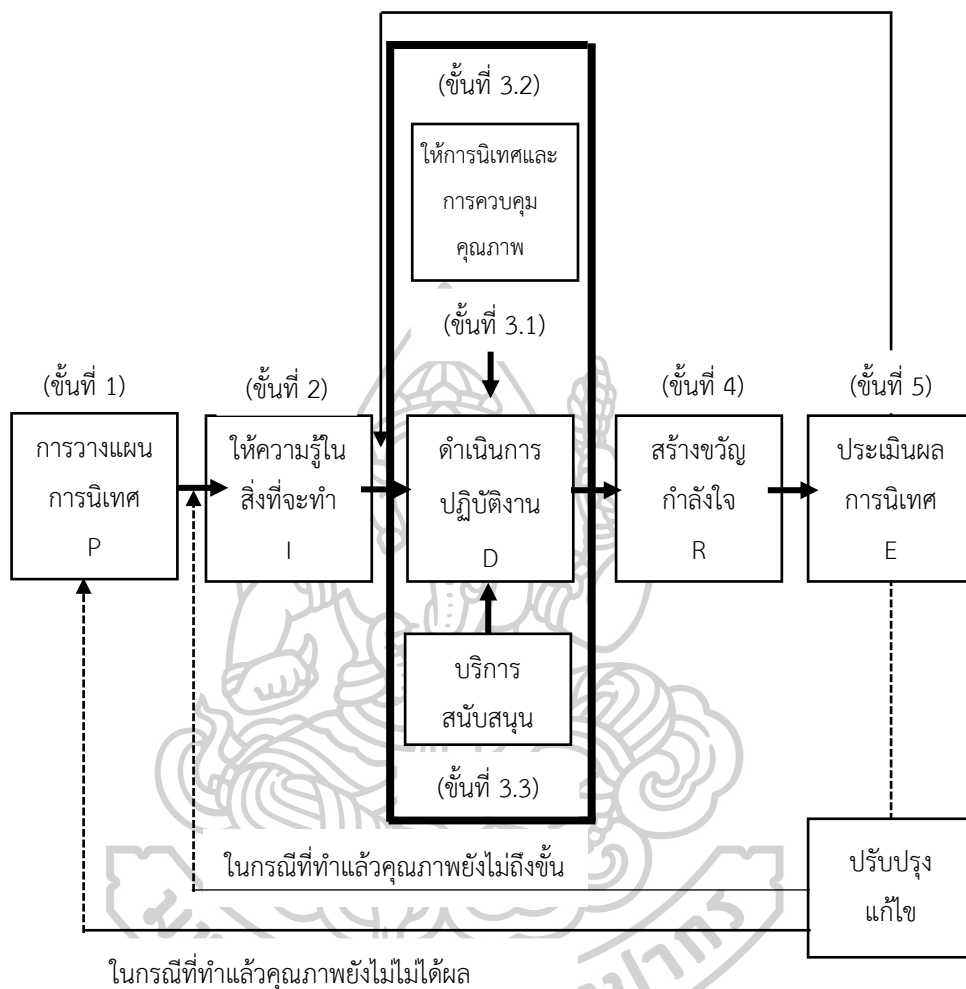 (ขั้นที่ 3.2)
ให้การนิเทศและ
การควบคุม
คุณภาพ
(ขั้นที่ 3.1)
(ขั้นที่ 1)
(ขั้นที่ 2)
(ขั้นที่ 4)
(ขั้นที่ 5)
การวางแผน
การนิเทศ
P
ให้ความรู้ใน
สิ่งที่จะทำ
I
ดำเนินการ
ปฏิบัติงาน
D
สร้างขวัญ
กำลังใจ
R
ประเมินผล
การนิเทศ
E
บริการ
สนับสนุน
(ขั้นที่ 3.3)
ในกรณีที่ทำแล้วคุณภาพยังไม่ถึงขั้น
ปรับปรุง
แก้ไข
ในกรณีที่ทำแล้วคุณภาพยังไม่ไม่ได้ผล